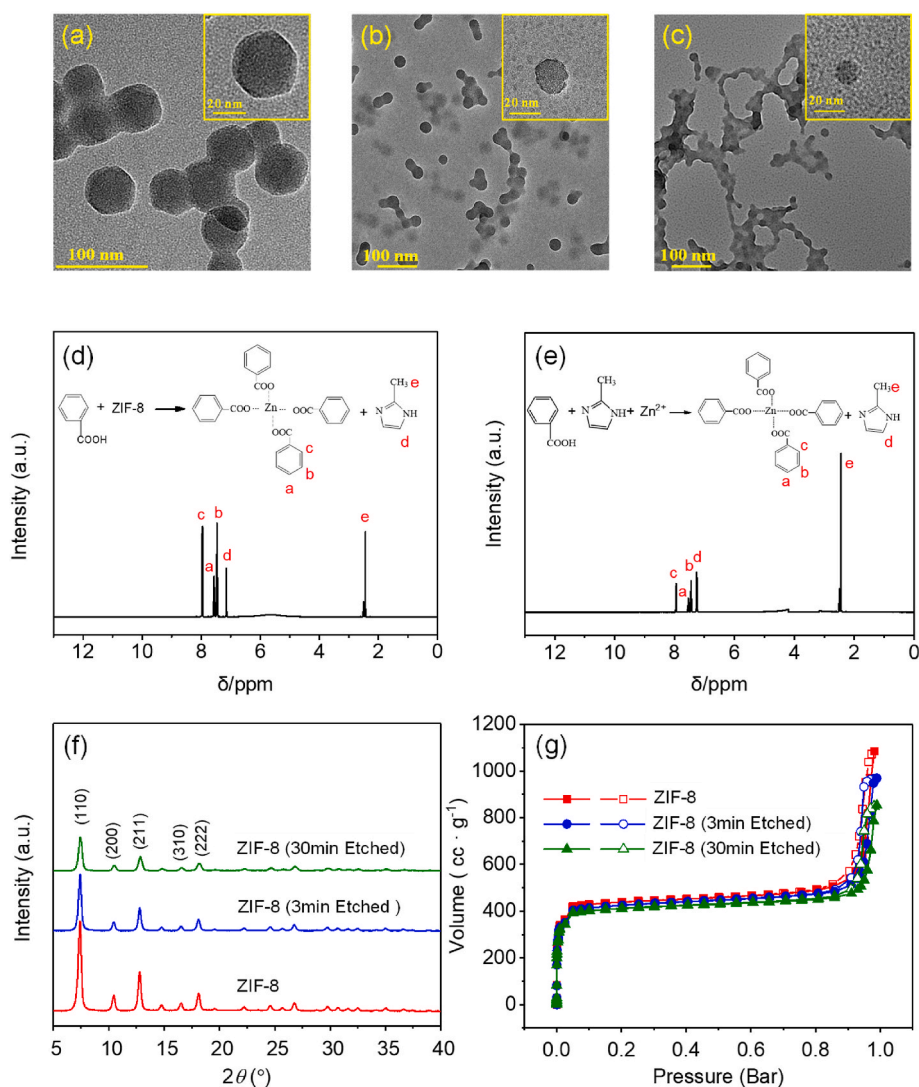 (a)
20 nm
100 nm
(b)
20 nm
100 nm
(c)
20 nm
100 nm
(d)
COOH
+ ZIF-8
COO
COO
Zn
OOC
OOC
+
CH₃ e
N
NH
d
c
b
a
c
b
a
d
e
Intensity (a.u.)
12 10 8 6 4 2 0
δ/ppm
(e)
COOH
+
CH₃
N
NH
+ Zn²⁺
COO
COO
Zn
OOC
OOC
+
CH₃
e
N
NH
d
c
b
a
c
a
b
d
e
Intensity (a.u.)
12 10 8 6 4 2 0
δ/ppm
(f)
(110)
(200)
(211)
(310)
(222)
ZIF-8 (30min Etched)
ZIF-8 (3min Etched )
ZIF-8
Intensity (a.u.)
5 10 15 20 25 30 35 40
2θ (°)
(g)
ZIF-8
ZIF-8 (3min Etched)
ZIF-8 (30min Etched)
Volume ( cc · g⁻¹)
1200
1000
800
600
400
200
0
0.0 0.2 0.4 0.6 0.8 1.0
Pressure (Bar)